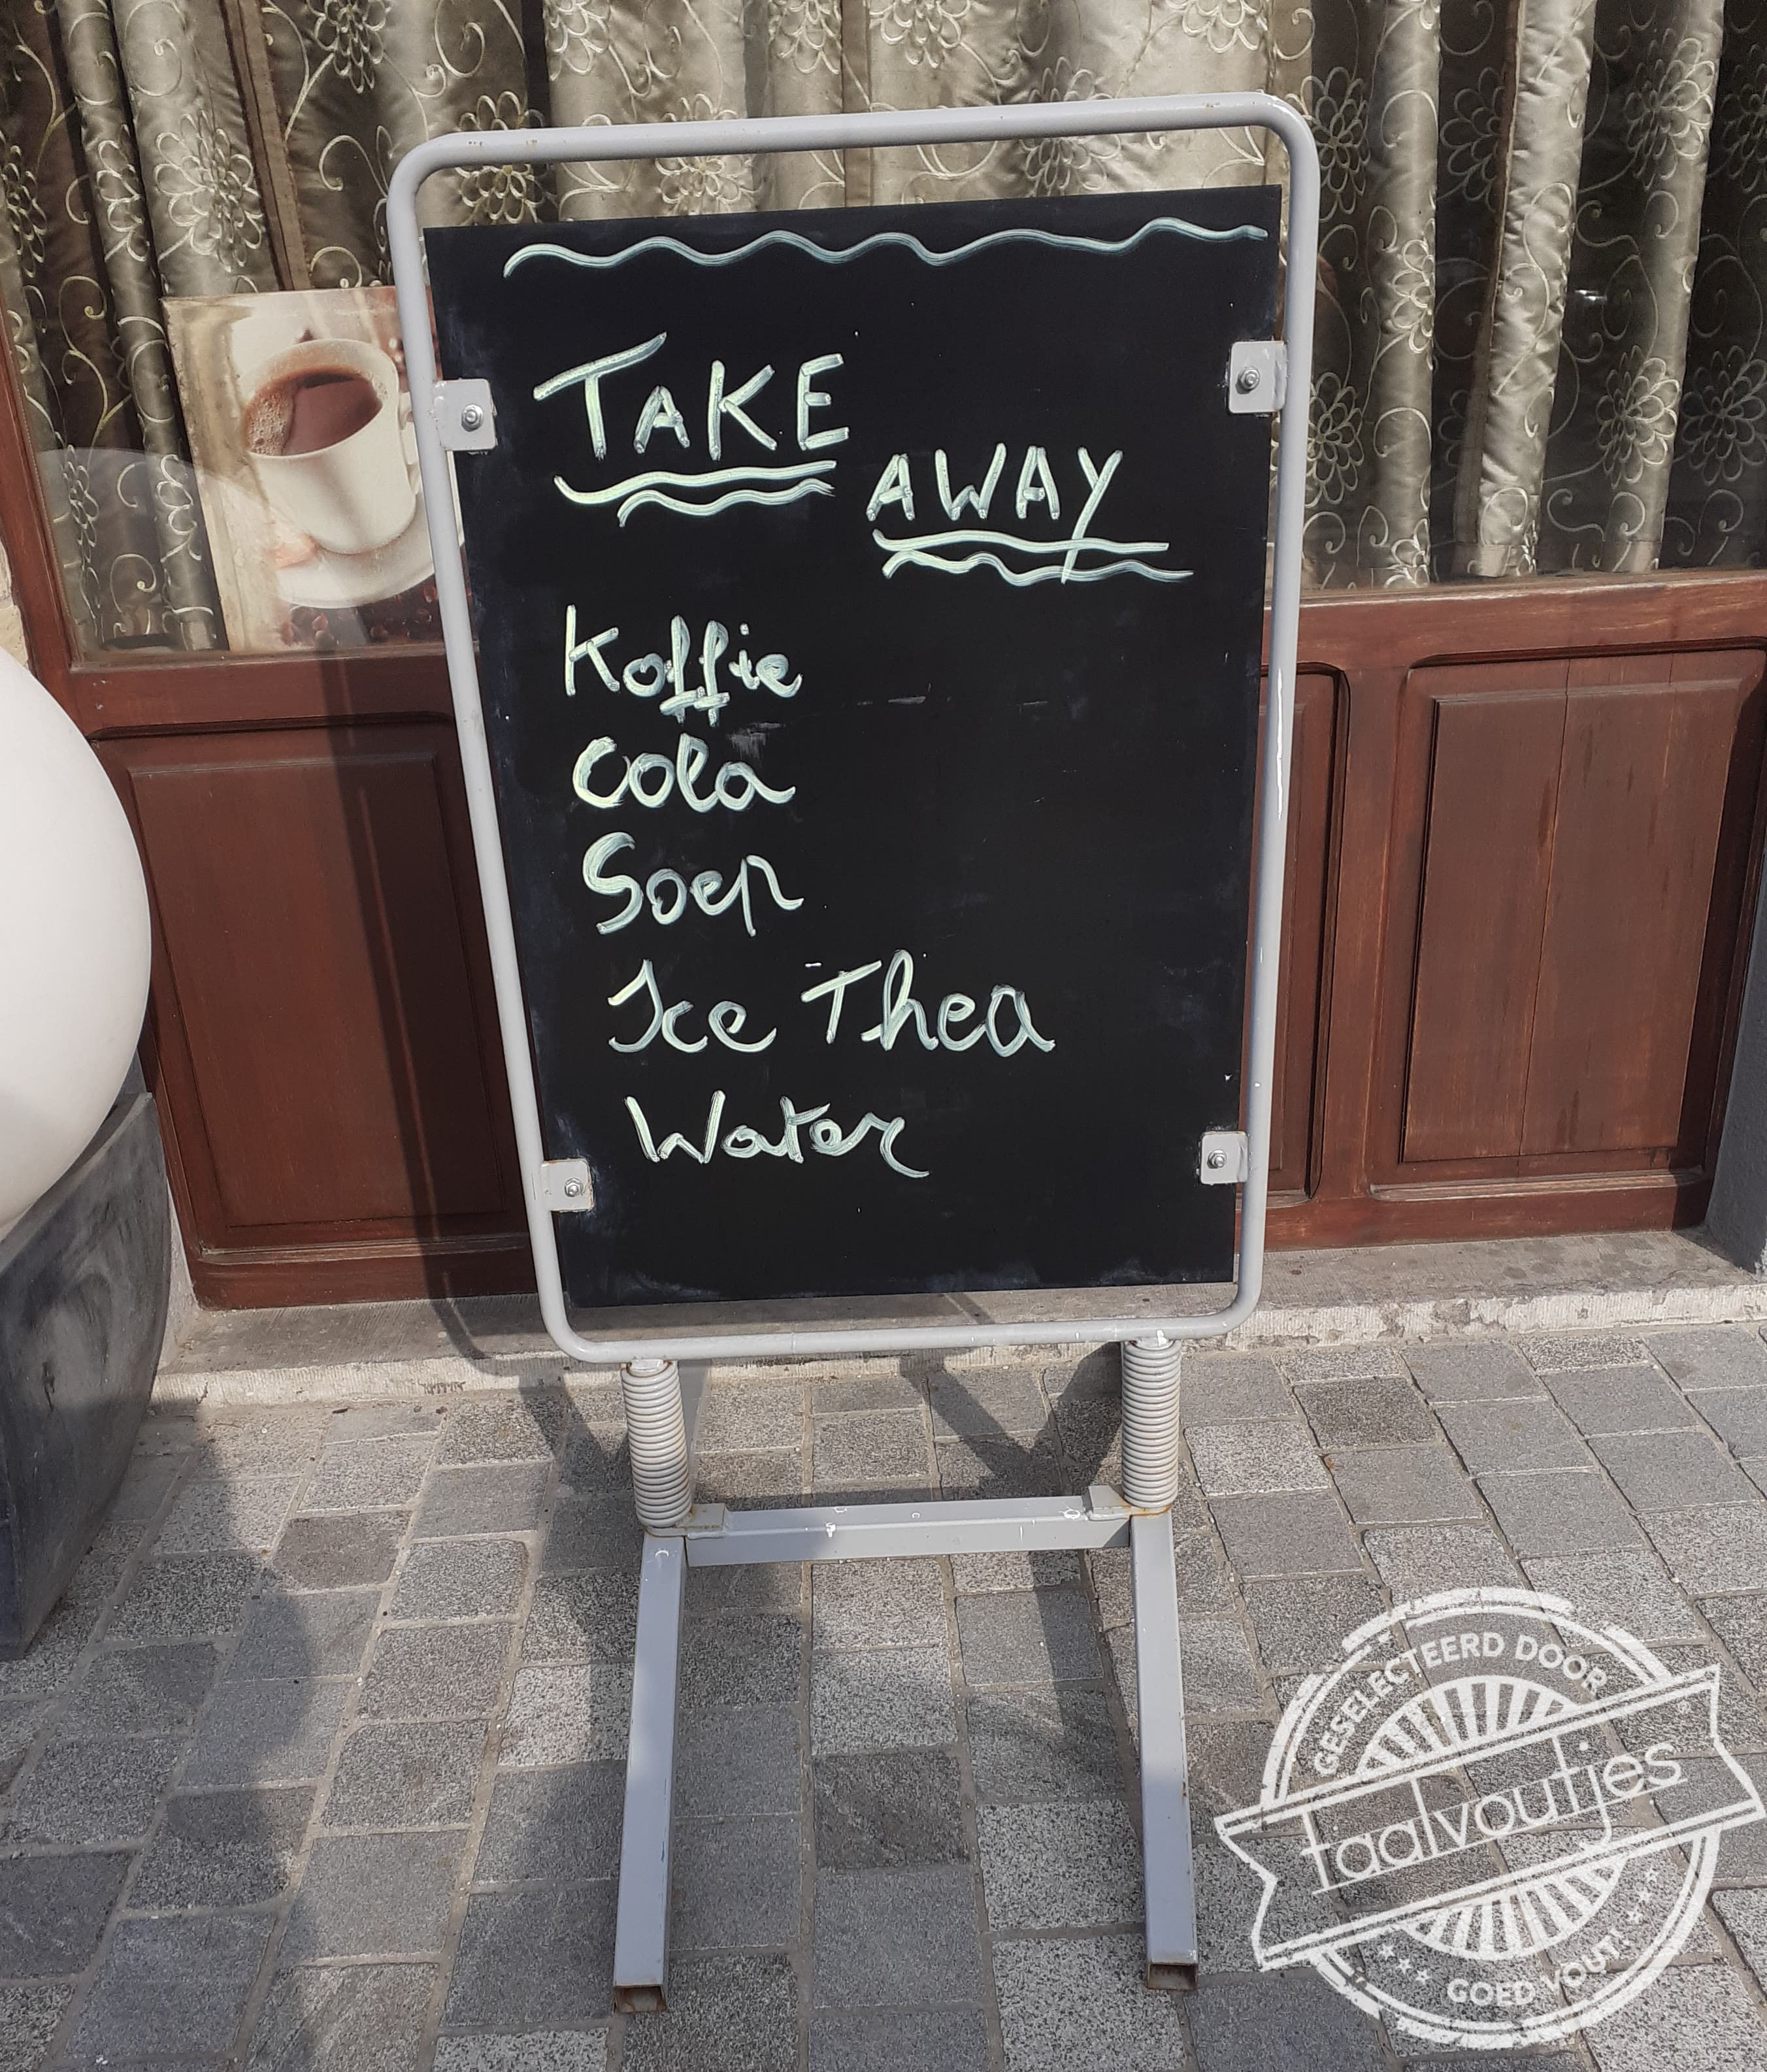 TAKE
AWAY
Koffie
Cola
Soep
Ice Thea
Water
GESELECTEERD DOOR
taalvoutjes
GOED VOUT!